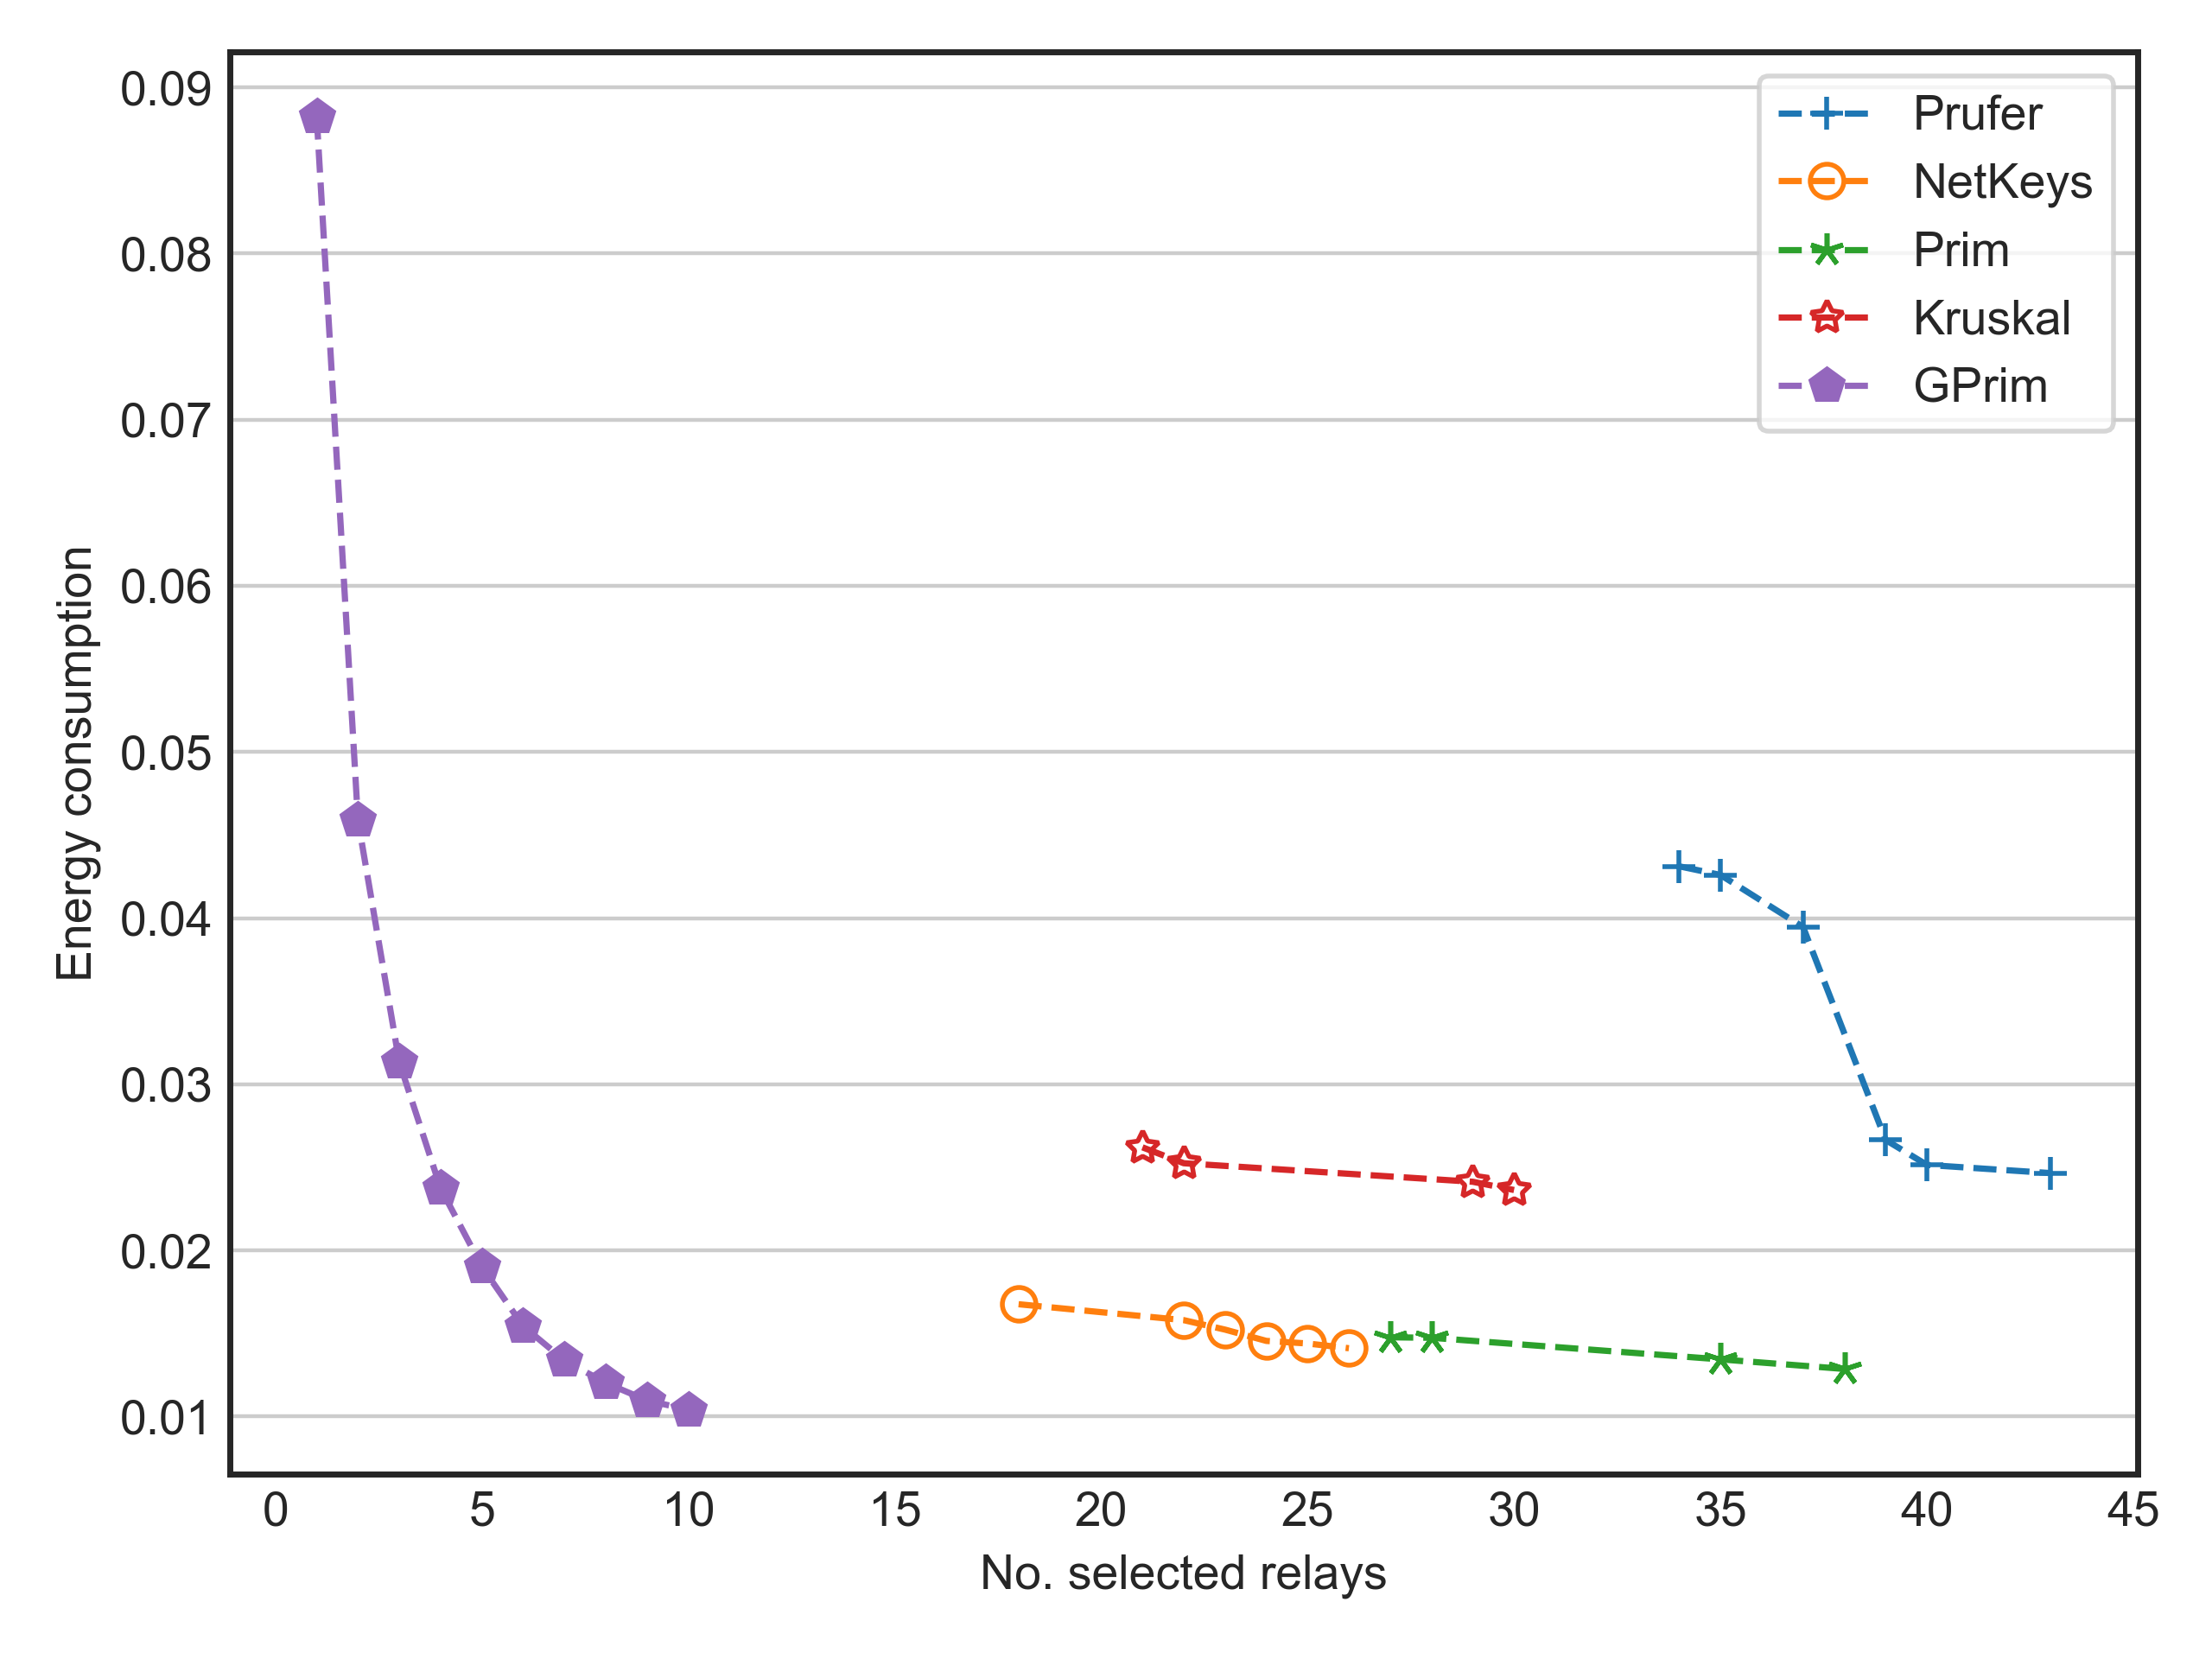 Energy consumption
0.09
0.08
0.07
0.06
0.05
0.04
0.03
0.02
0.01
0 5 10 15 20 25 30 35 40 45
No. selected relays
Prufer
NetKeys
Prim
Kruskal
GPrim